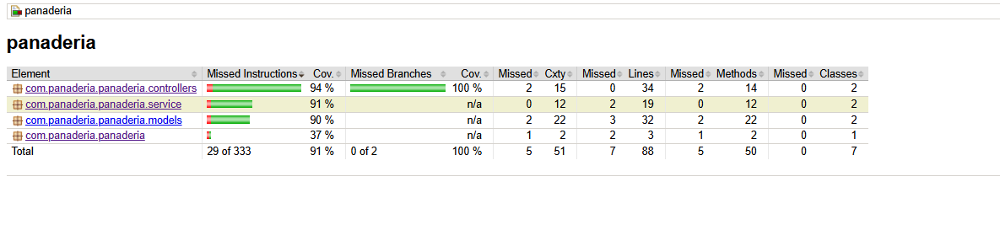 panaderia
panaderia
Element Missed Instructions Cov. Missed Branches Cov. Missed Cxty Missed Lines Missed Methods Missed Classes
com.panaderia.panaderia.controllers 94 % 100 % 2 15 0 34 2 14 0 2
com.panaderia.panaderia.service 91 % n/a 0 12 2 19 0 12 0 2
com.panaderia.panaderia.models 90 % n/a 2 22 3 32 2 22 0 2
com.panaderia.panaderia 37 % n/a 1 2 2 3 1 2 0 1
Total 29 of 333 91 % 0 of 2 100 % 5 51 7 88 5 50 0 7